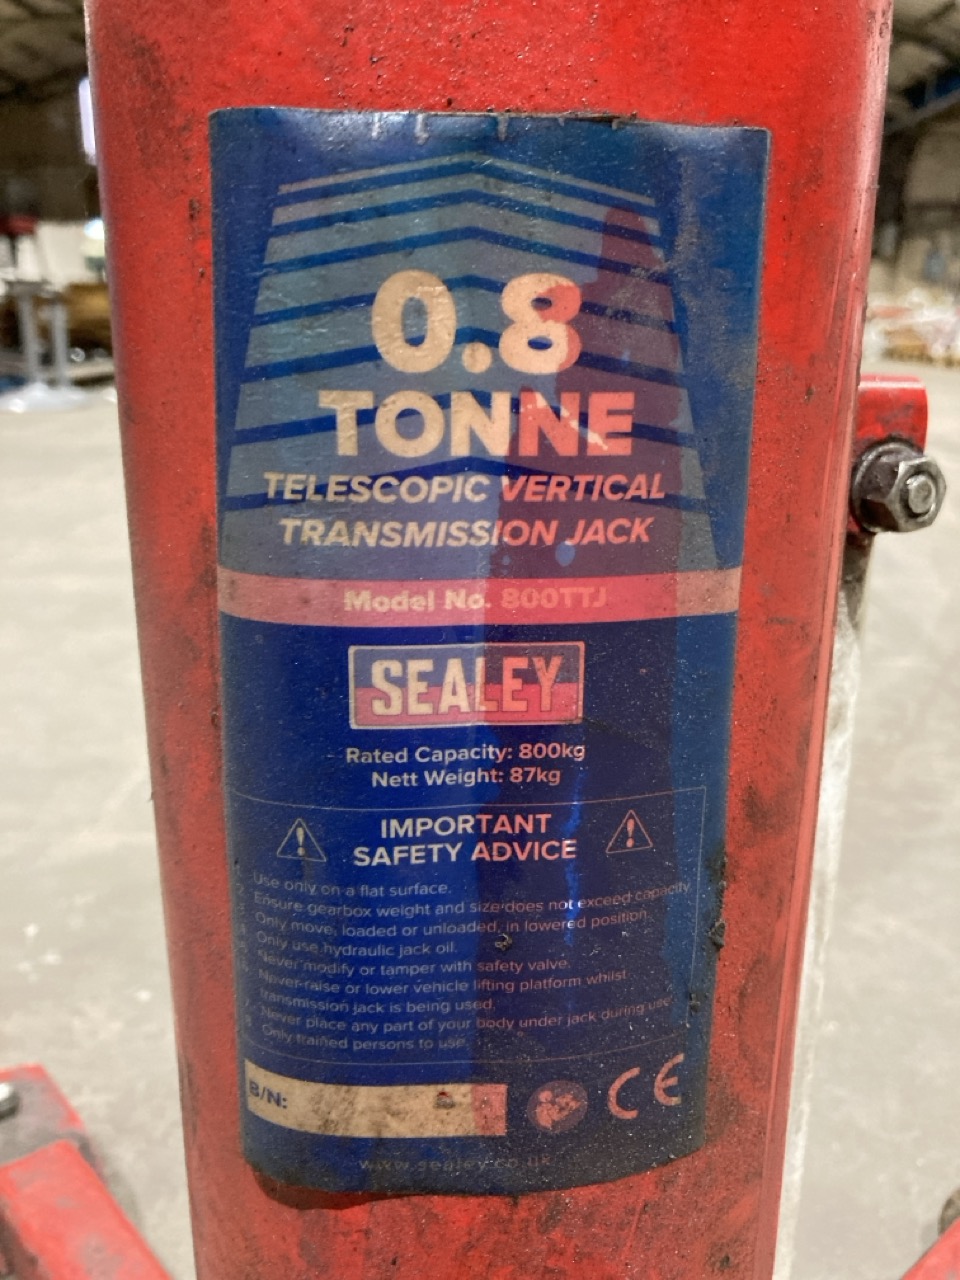 0.8
TONNE
TELESCOPIC VERTICAL
TRANSMISSION JACK
Model No. 800TTJ
SEALEY
Rated Capacity: 800kg
Nett Weight: 87kg
IMPORTANT
SAFETY ADVICE
Use only on a flat surface.
2. Ensure gearbox weight and size does not exceed capacity
Only move, loaded or unloaded, in lowered position.
Only use hydraulic jack oil.
Never modify or tamper with safety valve.
Never raise or lower vehicle lifting platform whilst
transmission jack is being used.
7. Never place any part of your body under jack during use
8. Only trained persons to use.
B/N:
CE
www.sealey.co.uk